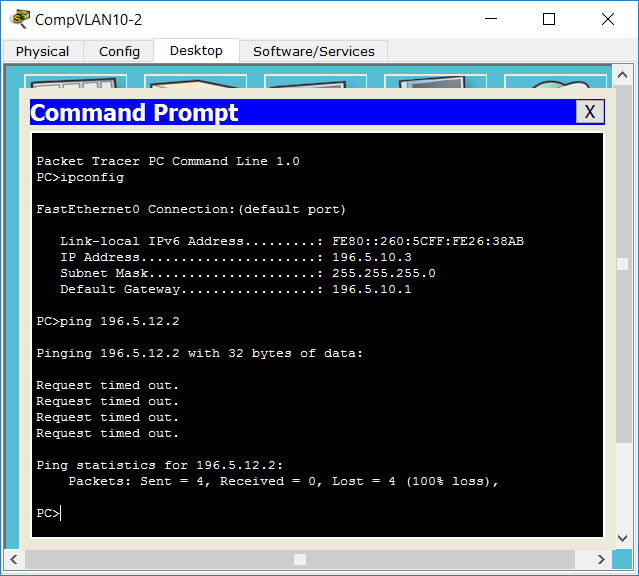 CompVLAN10-2
Physical Config Desktop Software/Services
Command Prompt X
Packet Tracer PC Command Line 1.0
PC>ipconfig
FastEthernet0 Connection:(default port)
Link-local IPv6 Address.........: FE80::260:5CFF:FE26:38AB
IP Address......................: 196.5.10.3
Subnet Mask.....................: 255.255.255.0
Default Gateway.................: 196.5.10.1
PC>ping 196.5.12.2
Pinging 196.5.12.2 with 32 bytes of data:
Request timed out.
Request timed out.
Request timed out.
Request timed out.
Ping statistics for 196.5.12.2:
Packets: Sent = 4, Received = 0, Lost = 4 (100% loss),
PC>